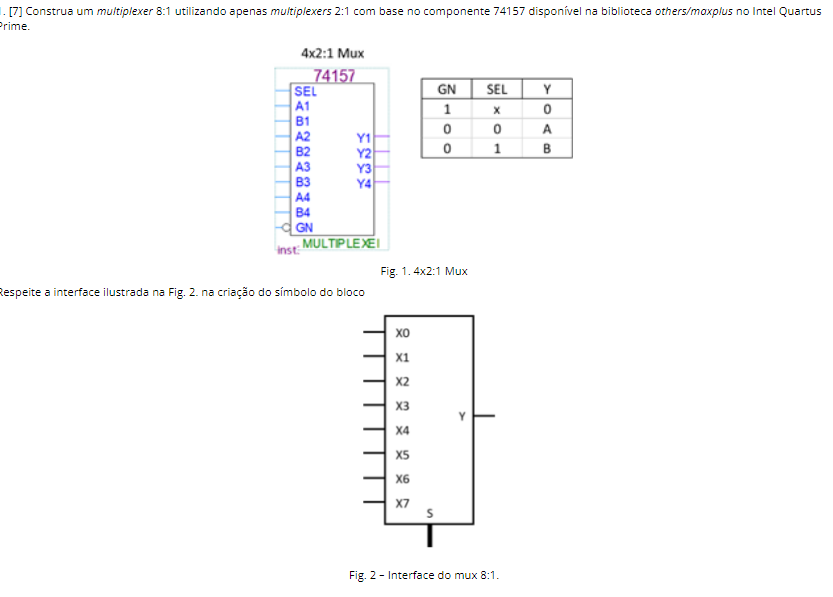 . [7] Construa um multiplexer 8:1 utilizando apenas multiplexers 2:1 com base no componente 74157 disponível na biblioteca others/maxplus no Intel Quartus
Prime.
4x2:1 Mux
74157
SEL
A1
B1
A2
B2
A3
B3
A4
B4
GN
Y1
Y2
Y3
Y4
inst
MULTIPLEXE
GN SEL Y
1 x 0
0 0 A
0 1 B
Fig. 1. 4x2:1 Mux
Respeite a interface ilustrada na Fig. 2. na criação do símbolo do bloco
X0
X1
X2
X3
X4
X5
X6
X7
Y
S
Fig. 2 – Interface do mux 8:1.